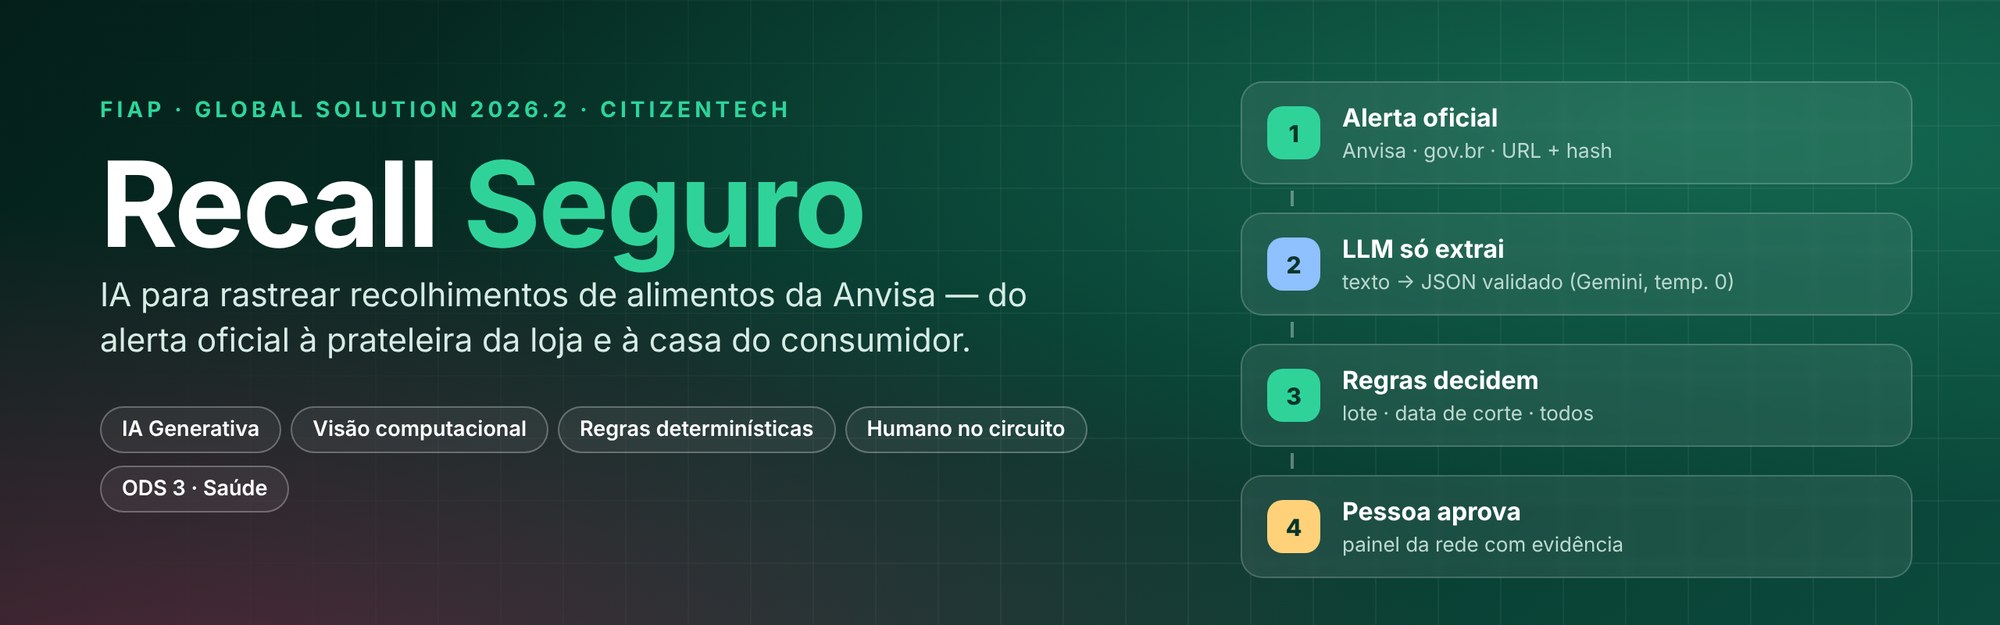 FIAP · GLOBAL SOLUTION 2026.2 · CITIZENTECH
Recall Seguro
IA para rastrear recolhimentos de alimentos da Anvisa — do
alerta oficial à prateleira da loja e à casa do consumidor.
IA Generativa
Visão computacional
Regras determinísticas
Humano no circuito
ODS 3 · Saúde
1
Alerta oficial
Anvisa · gov.br · URL + hash
2
LLM só extrai
texto → JSON validado (Gemini, temp. 0)
3
Regras decidem
lote · data de corte · todos
4
Pessoa aprova
painel da rede com evidência